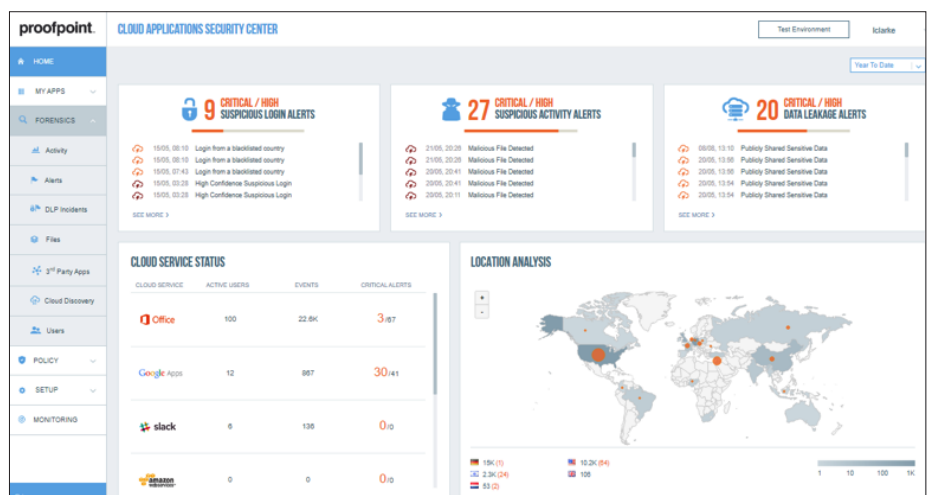 proofpoint.
CLOUD APPLICATIONS SECURITY CENTER
Test Environment
lclarke
HOME
MY APPS
FORENSICS
Activity
Alerts
DLP Incidents
Files
3rd Party Apps
Cloud Discovery
Users
POLICY
SETUP
MONITORING
Year To Date
9 CRITICAL / HIGH
SUSPICIOUS LOGIN ALERTS
15/05, 08:10 Login from a blacklisted country
15/05, 08:10 Login from a blacklisted country
15/05, 07:43 Login from a blacklisted country
15/05, 03:28 High Confidence Suspicious Login
15/05, 03:28 High Confidence Suspicious Login
SEE MORE >
27 CRITICAL / HIGH
SUSPICIOUS ACTIVITY ALERTS
21/05, 20:28 Malicious File Detected
21/05, 20:28 Malicious File Detected
20/05, 20:41 Malicious File Detected
20/05, 20:41 Malicious File Detected
20/05, 20:11 Malicious File Detected
SEE MORE >
20 CRITICAL / HIGH
DATA LEAKAGE ALERTS
08/08, 13:10 Publicly Shared Sensitive Data
20/05, 13:56 Publicly Shared Sensitive Data
20/05, 13:56 Publicly Shared Sensitive Data
20/05, 13:54 Publicly Shared Sensitive Data
20/05, 13:54 Publicly Shared Sensitive Data
SEE MORE >
CLOUD SERVICE STATUS
CLOUD SERVICE ACTIVE USERS EVENTS CRITICAL ALERTS
Office 100 22.6K 3/67
Google Apps 12 867 30/41
slack 6 136 0/0
amazon webservices 0 0 0/0
LOCATION ANALYSIS
+
-
15K (1)
2.3K (24)
53 (2)
10.2K (64)
106
1 10 100 1K